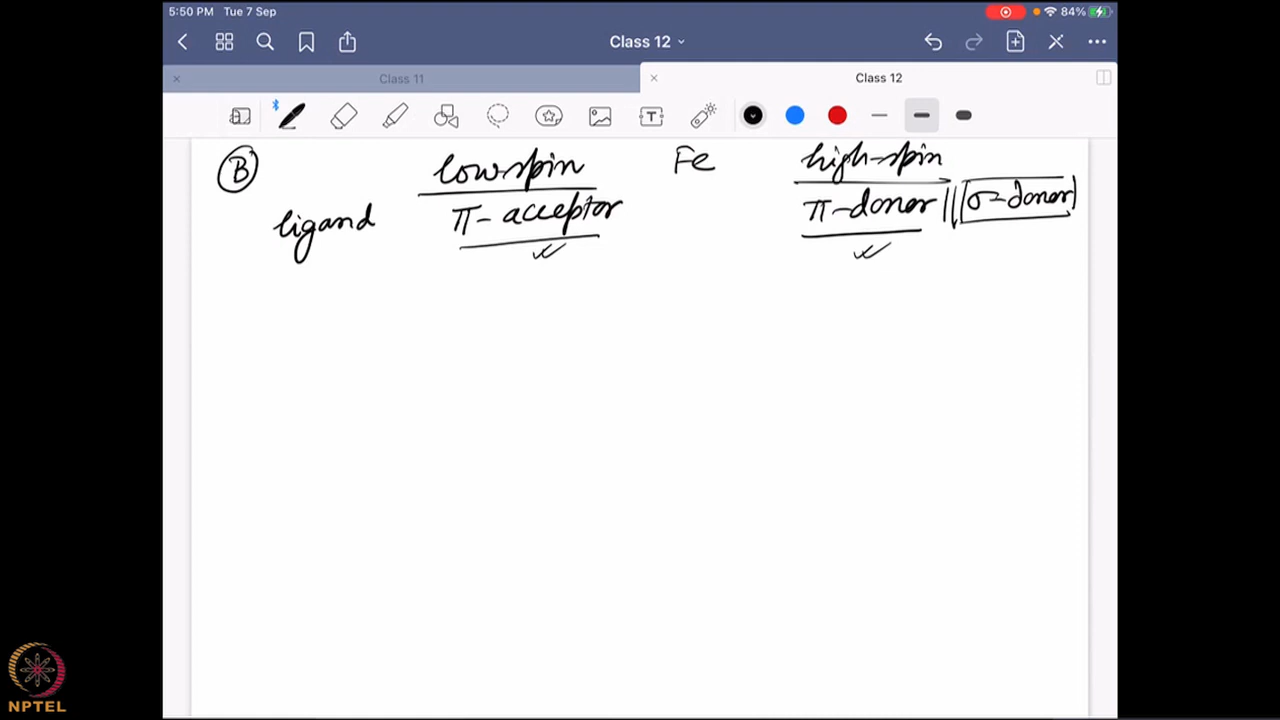 5:50 PM Tue 7 Sep
84%
Class 12
Class 11
Class 12
T
B low-spin Fe high-spin
ligand π-acceptor π-donor || σ-donor
NPTEL